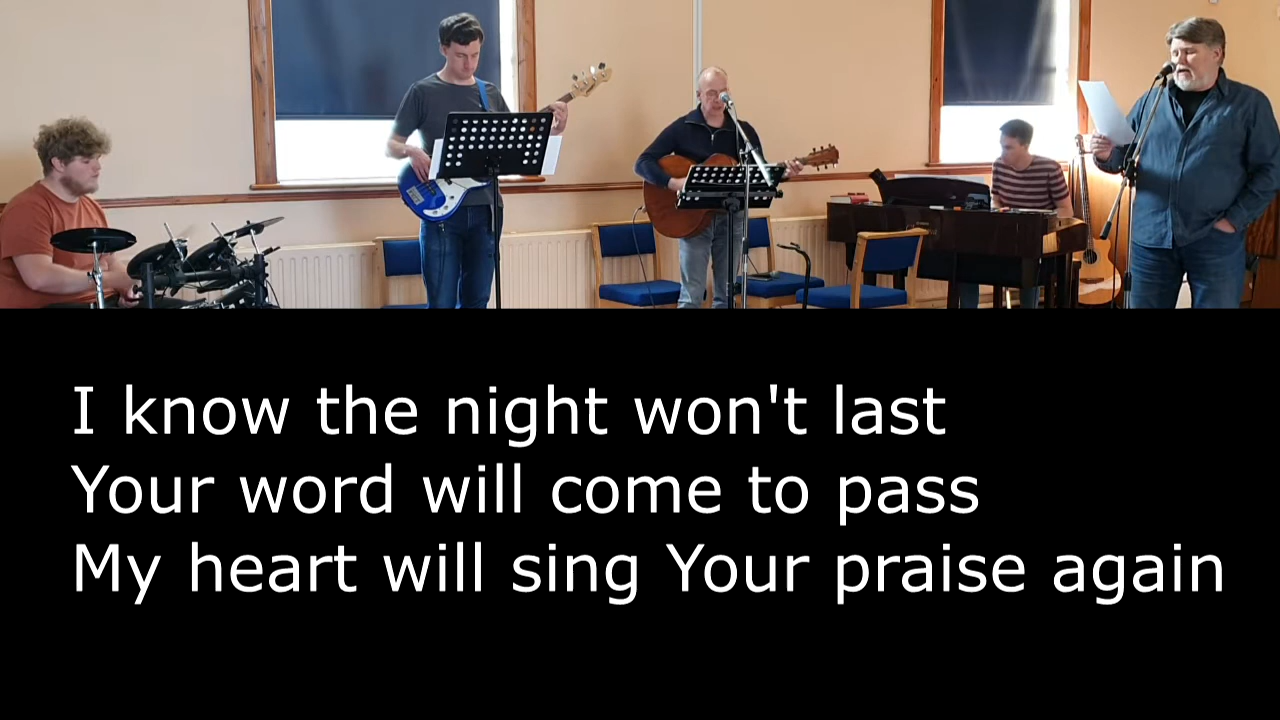 I know the night won't last
Your word will come to pass
My heart will sing Your praise again